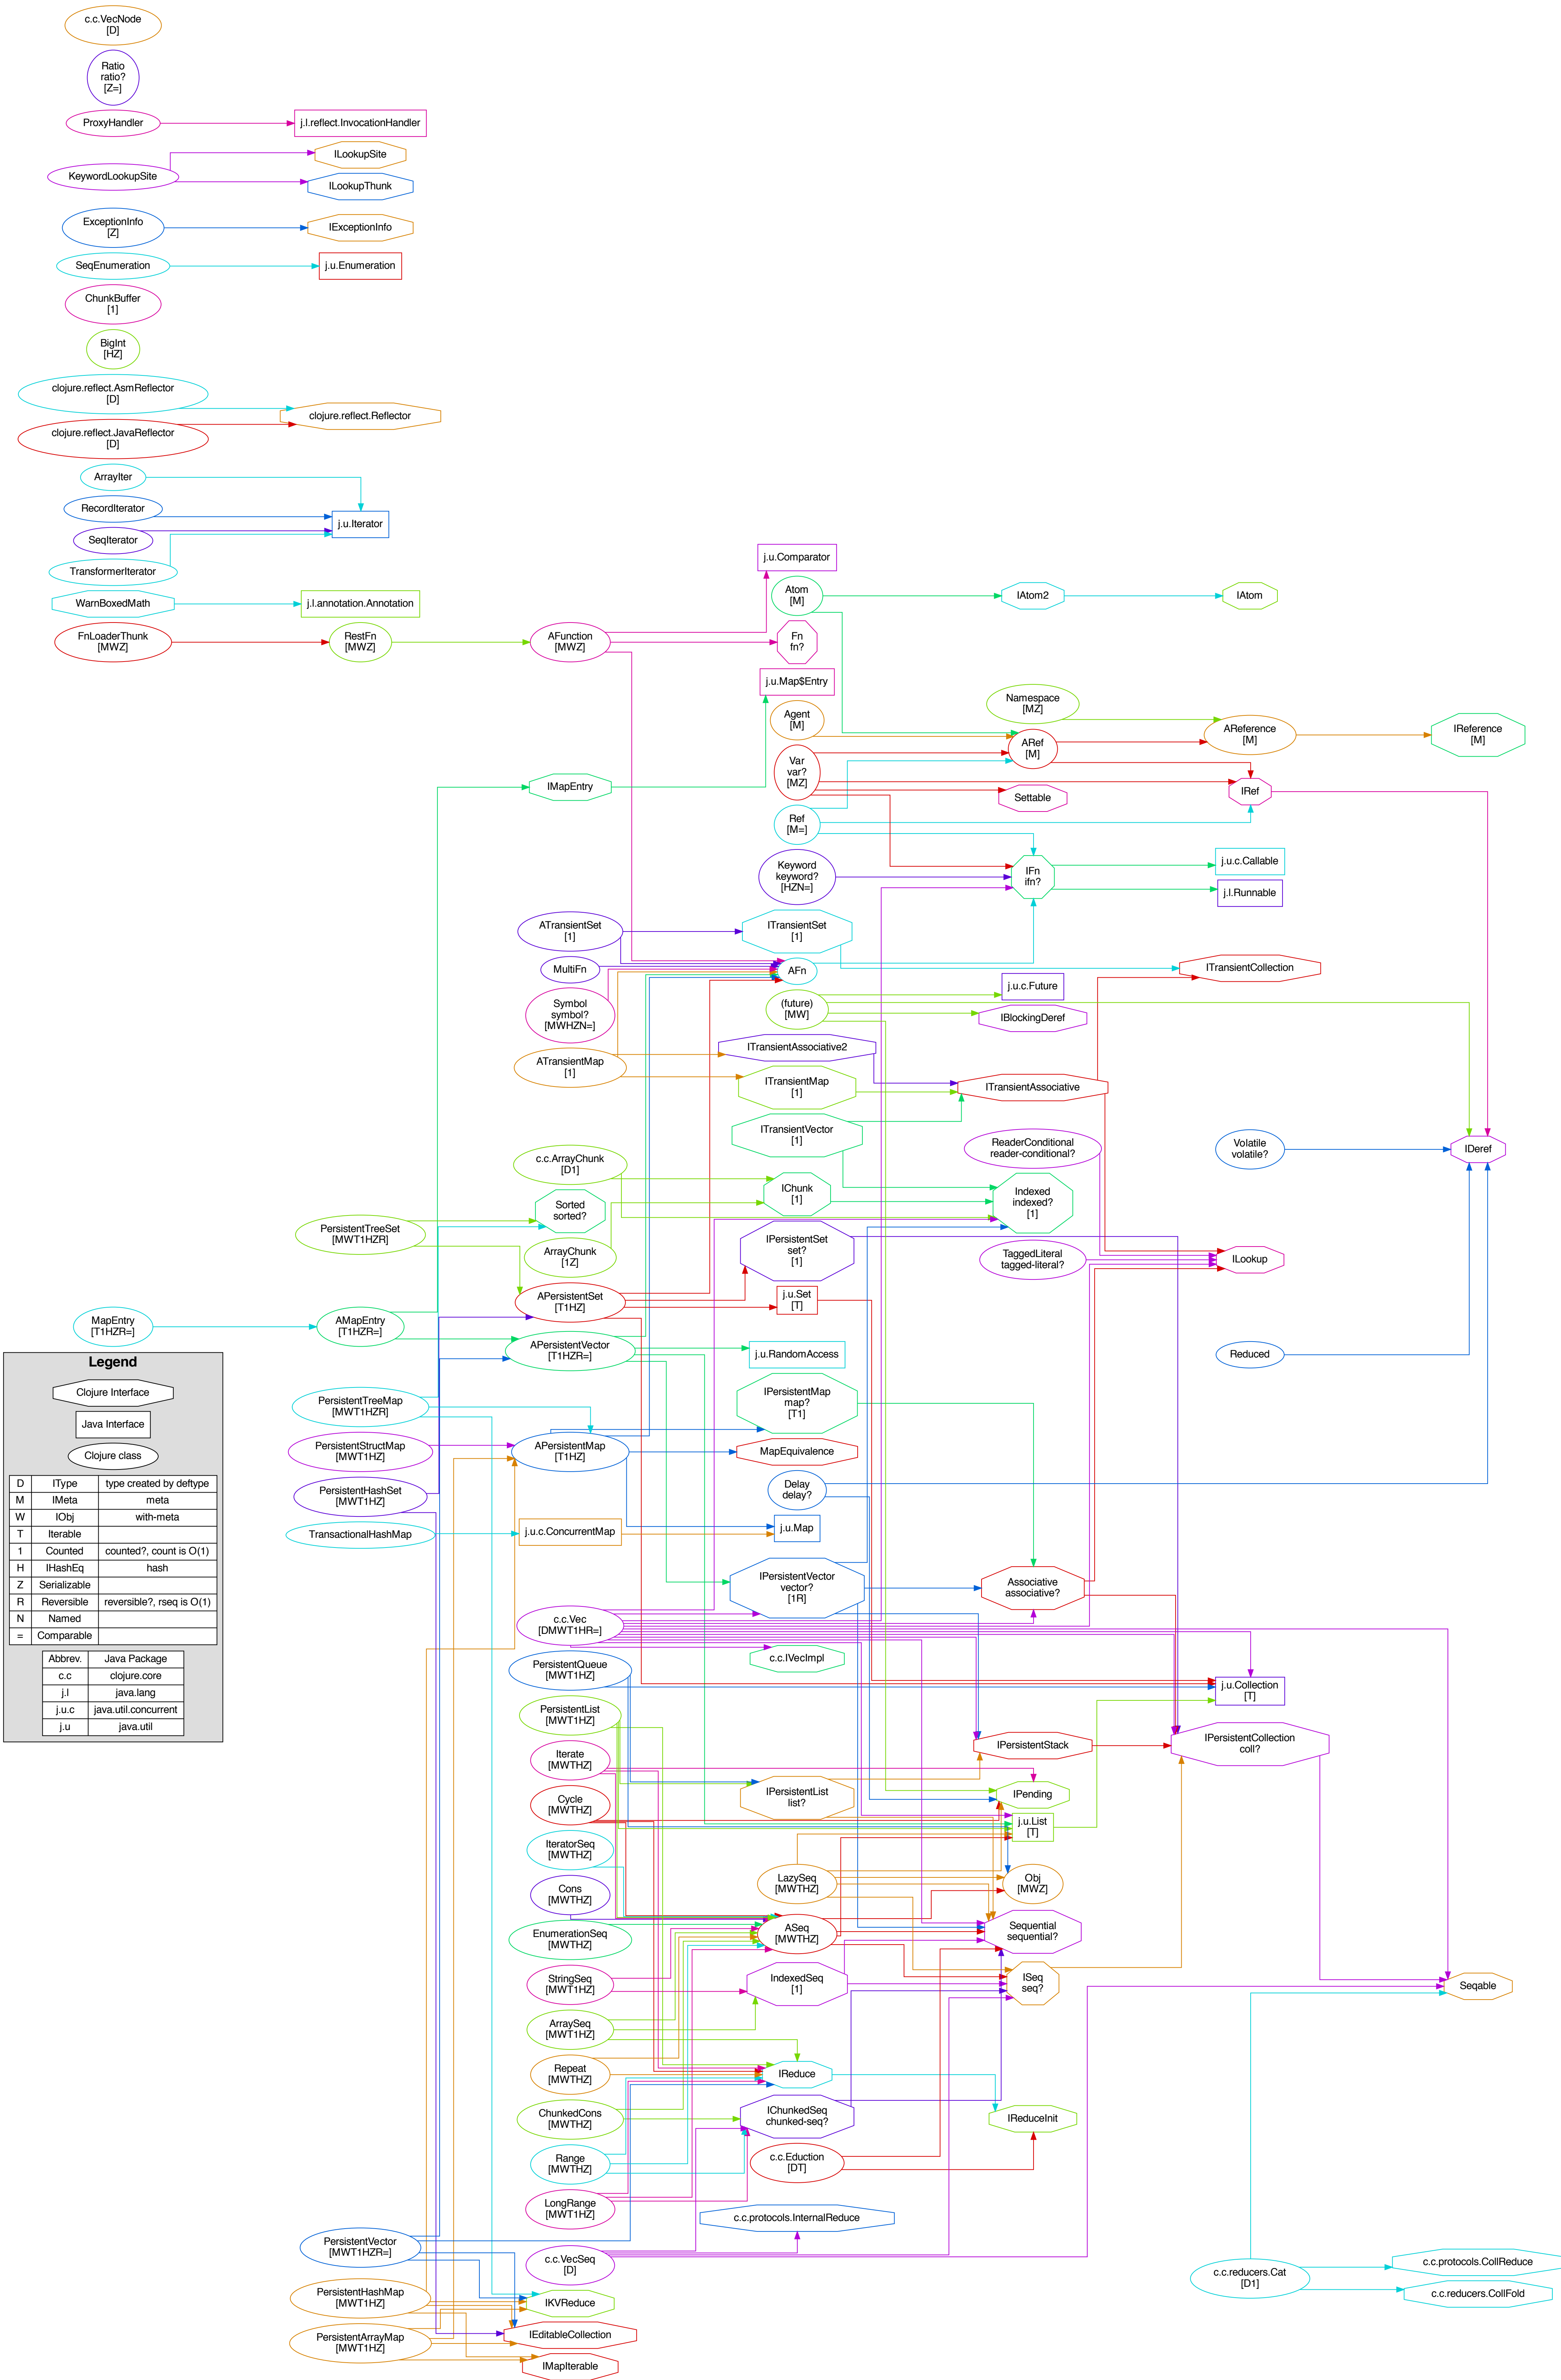 c.c.VecNode
[D]
Ratio
ratio?
[Z=]
ProxyHandler
j.l.reflect.InvocationHandler
ILookupSite
KeywordLookupSite
ILookupThunk
ExceptionInfo
[Z]
IExceptionInfo
SeqEnumeration
j.u.Enumeration
ChunkBuffer
[1]
BigInt
[HZ]
clojure.reflect.AsmReflector
[D]
clojure.reflect.Reflector
clojure.reflect.JavaReflector
[D]
ArrayIter
RecordIterator
j.u.Iterator
SeqIterator
TransformerIterator
j.u.Comparator
WarnBoxedMath
j.l.annotation.Annotation
Atom
[M]
IAtom2
IAtom
FnLoaderThunk
[MWZ]
RestFn
[MWZ]
AFunction
[MWZ]
Fn
fn?
j.u.Map$Entry
Namespace
[MZ]
Agent
[M]
ARef
[M]
AReference
[M]
IReference
[M]
Var
var?
[MZ]
IMapEntry
Settable
IRef
Ref
[M=]
Keyword
keyword?
[HZN=]
IFn
ifn?
j.u.c.Callable
j.l.Runnable
ATransientSet
[1]
ITransientSet
[1]
MultiFn
AFn
ITransientCollection
Symbol
symbol?
[MWHZN=]
(future)
[MW]
j.u.c.Future
IBlockingDeref
ATransientMap
[1]
ITransientAssociative2
ITransientMap
[1]
ITransientAssociative
ITransientVector
[1]
ReaderConditional
reader-conditional?
Volatile
volatile?
IDeref
c.c.ArrayChunk
[D1]
IChunk
[1]
Indexed
indexed?
[1]
Sorted
sorted?
PersistentTreeSet
[MWT1HZR]
ArrayChunk
[1Z]
IPersistentSet
set?
[1]
TaggedLiteral
tagged-literal?
ILookup
APersistentSet
[T1HZ]
j.u.Set
[T]
MapEntry
[T1HZR=]
AMapEntry
[T1HZR=]
APersistentVector
[T1HZR=]
j.u.RandomAccess
Reduced
Legend
Clojure Interface
Java Interface
Clojure class
D IType type created by deftype
M IMeta meta
W IObj with-meta
T Iterable
1 Counted counted?, count is O(1)
H IHashEq hash
Z Serializable
R Reversible reversible?, rseq is O(1)
N Named
= Comparable
Abbrev. Java Package
c.c clojure.core
j.l java.lang
j.u.c java.util.concurrent
j.u java.util
PersistentTreeMap
[MWT1HZR]
IPersistentMap
map?
[T1]
PersistentStructMap
[MWT1HZ]
APersistentMap
[T1HZ]
MapEquivalence
PersistentHashSet
[MWT1HZ]
Delay
delay?
TransactionalHashMap
j.u.c.ConcurrentMap
j.u.Map
IPersistentVector
vector?
[1R]
Associative
associative?
c.c.Vec
[DMWT1HR=]
c.c.IVecImpl
PersistentQueue
[MWT1HZ]
j.u.Collection
[T]
PersistentList
[MWT1HZ]
IPersistentStack
IPersistentCollection
coll?
Iterate
[MWTHZ]
IPersistentList
list?
IPending
Cycle
[MWTHZ]
j.u.List
[T]
IteratorSeq
[MWTHZ]
LazySeq
[MWTHZ]
Obj
[MWZ]
Cons
[MWTHZ]
EnumerationSeq
[MWTHZ]
ASeq
[MWTHZ]
Sequential
sequential?
StringSeq
[MWT1HZ]
IndexedSeq
[1]
ISeq
seq?
Seqable
ArraySeq
[MWT1HZ]
Repeat
[MWTHZ]
IReduce
ChunkedCons
[MWTHZ]
IChunkedSeq
chunked-seq?
IReduceInit
Range
[MWTHZ]
c.c.Eduction
[DT]
LongRange
[MWT1HZ]
c.c.protocols.InternalReduce
PersistentVector
[MWT1HZR=]
c.c.VecSeq
[D]
c.c.reducers.Cat
[D1]
c.c.protocols.CollReduce
c.c.reducers.CollFold
PersistentHashMap
[MWT1HZ]
IKVReduce
PersistentArrayMap
[MWT1HZ]
IEditableCollection
IMapIterable